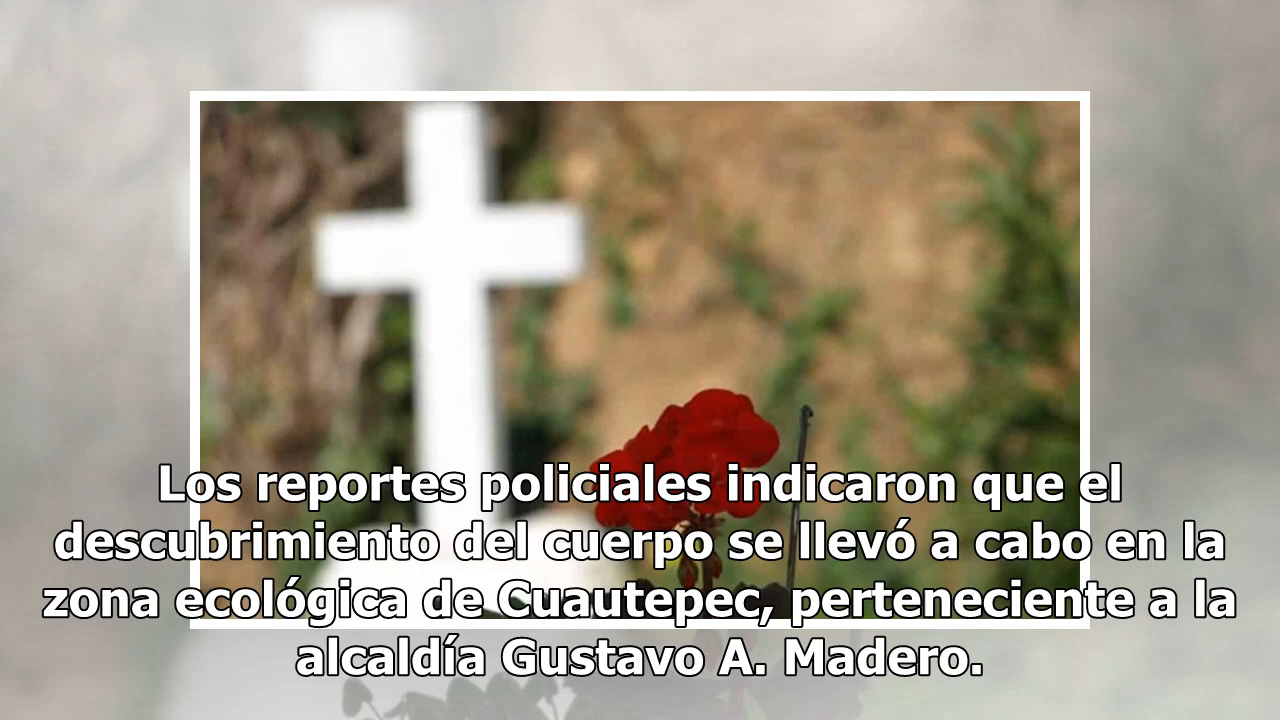 Los reportes policiales indicaron que el
descubrimiento del cuerpo se llevó a cabo en la
zona ecológica de Cuautepec, perteneciente a la
alcaldía Gustavo A. Madero.